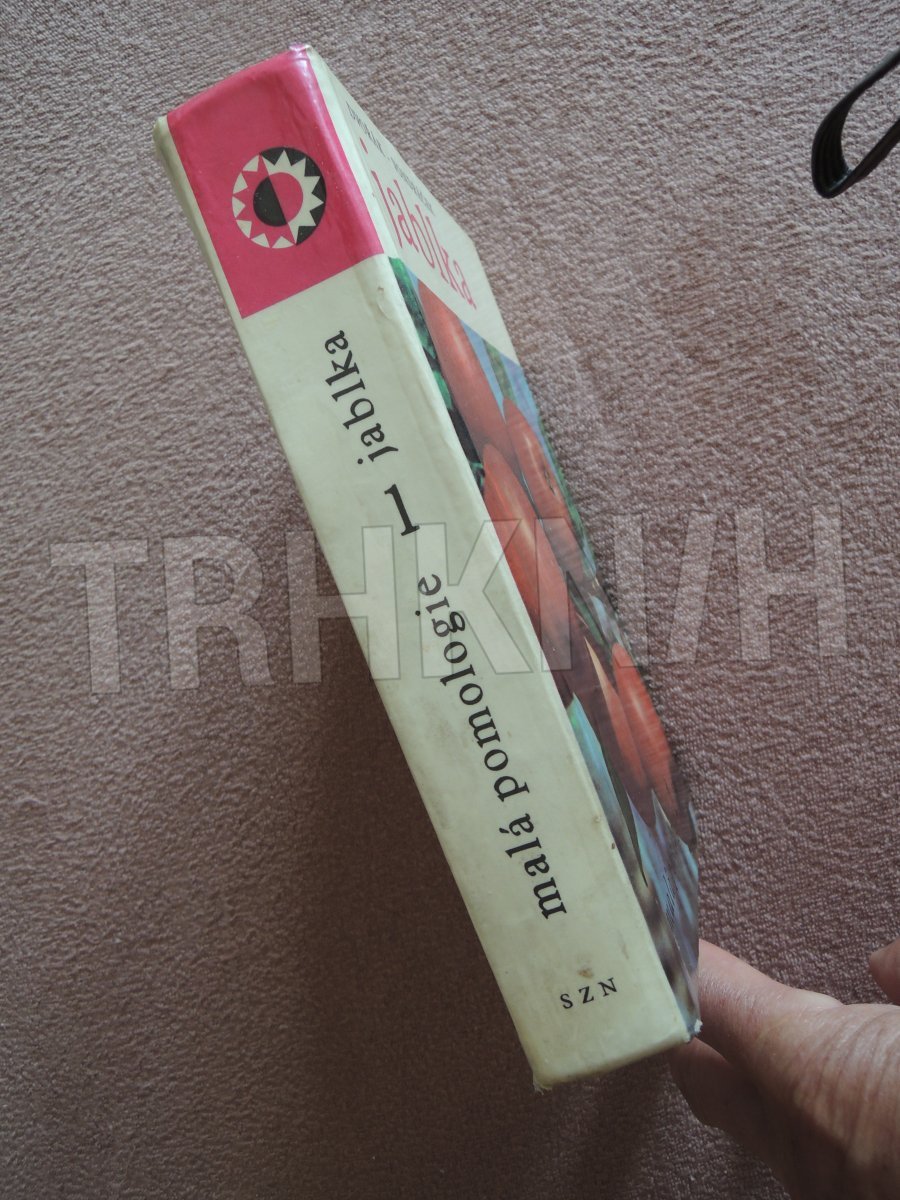 malá pomologie 1 jablka
SZN
jablka
TRHKNIH